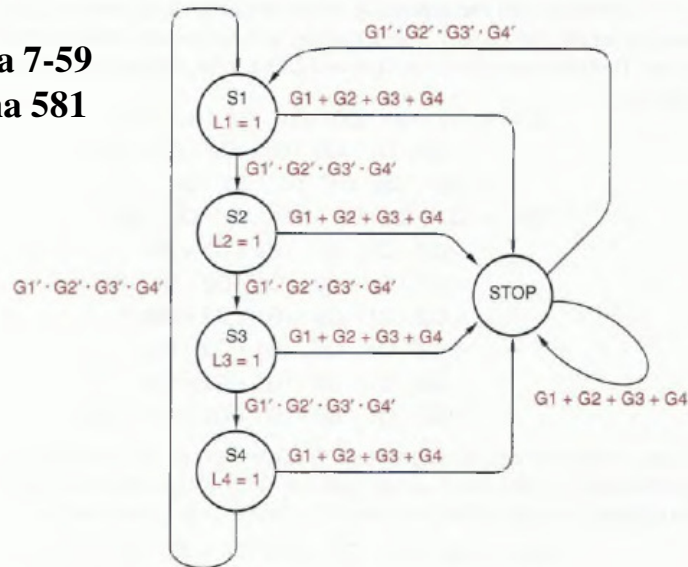 a 7-59
na 581
G1′ · G2′ · G3′ · G4′
S1
L1 = 1
G1 + G2 + G3 + G4
G1′ · G2′ · G3′ · G4′
S2
L2 = 1
G1 + G2 + G3 + G4
G1′ · G2′ · G3′ · G4′
G1′ · G2′ · G3′ · G4′
STOP
S3
L3 = 1
G1 + G2 + G3 + G4
G1 + G2 + G3 + G4
G1′ · G2′ · G3′ · G4′
S4
L4 = 1
G1 + G2 + G3 + G4